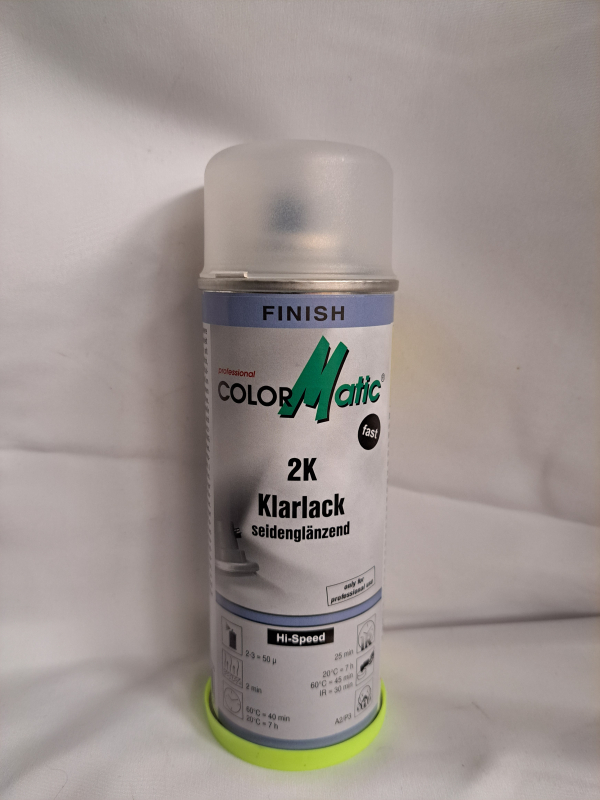 FINISH
professional
COLORMatic®
fast
2K
Klarlack
seidenglänzend
only for
professional use
Hi-Speed
2-3 = 50 µ
2 min
60°C = 40 min
20°C = 7 h
25 min
20°C = 7 h
60°C = 45 min
IR = 30 min
A2/P3